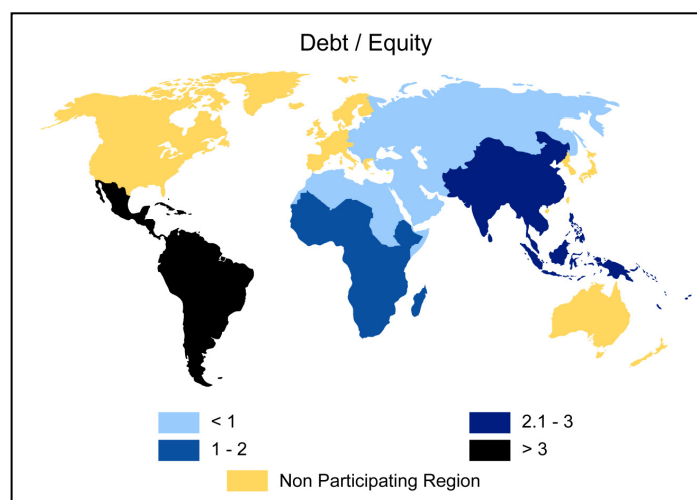 Debt / Equity
< 1
2.1 - 3
1 - 2
> 3
Non Participating Region